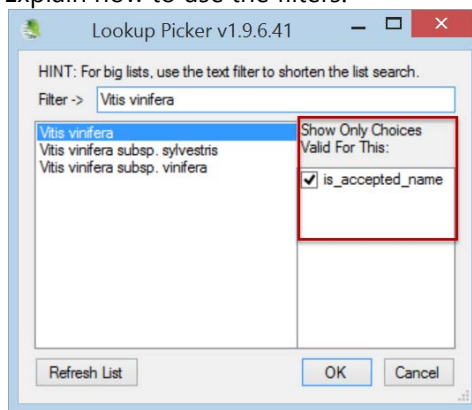 Explain how to use the filters.
Lookup Picker v1.9.6.41
HINT: For big lists, use the text filter to shorten the list search.
Filter -> Vitis vinifera
Vitis vinifera
Vitis vinifera subsp. sylvestris
Vitis vinifera subsp. vinifera
Show Only Choices
Valid For This:
is_accepted_name
Refresh List
OK
Cancel